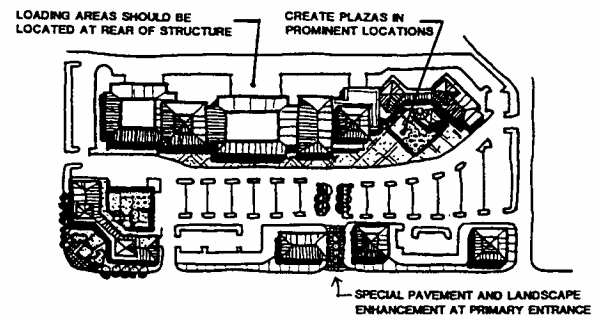 LOADING AREAS SHOULD BE
LOCATED AT REAR OF STRUCTURE
CREATE PLAZAS IN
PROMINENT LOCATIONS
SPECIAL PAVEMENT AND LANDSCAPE
ENHANCEMENT AT PRIMARY ENTRANCE